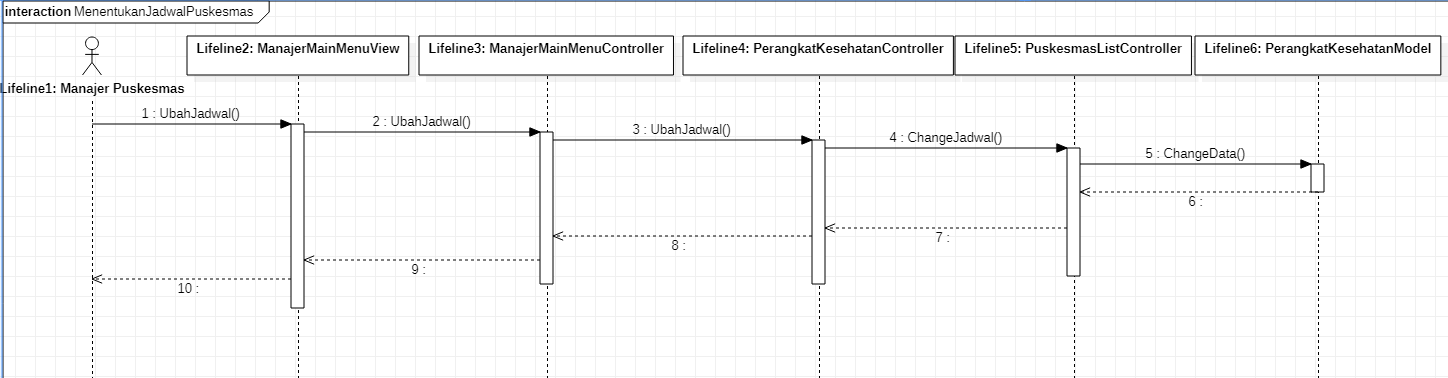 interaction MenentukanJadwalPuskesmas
Lifeline1: Manajer Puskesmas
Lifeline2: ManajerMainMenuView
Lifeline3: ManajerMainMenuController
Lifeline4: PerangkatKesehatanController
Lifeline5: PuskesmasListController
Lifeline6: PerangkatKesehatanModel
1 : UbahJadwal()
2 : UbahJadwal()
3 : UbahJadwal()
4 : ChangeJadwal()
5 : ChangeData()
6 :
7 :
8 :
9 :
10 :